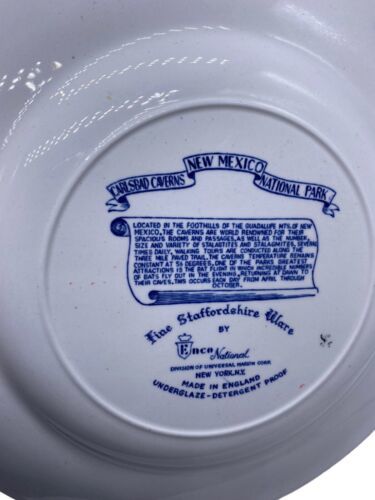 NEW MEXICO
CARLSBAD CAVERNS NATIONAL PARK
LOCATED IN THE FOOTHILLS OF THE GUADALUPE MTS. OF NEW
MEXICO, THE CAVERNS ARE WORLD RENOWNED FOR THEIR
SPACIOUS ROOMS AND PASSAGES, AS WELL AS THE NUMBER,
SIZE AND VARIETY OF STALAGTITES AND STALAGMITES, SEVERAL
TIMES DAILY, WALKING TOURS ARE CONDUCTED ALONG THE
THREE MILE PAVED TRAIL. THE CAVERNS TEMPERATURE REMAINS
CONSTANT AT 56 DEGREES. ONE OF THE PARKS GREATEST
ATTRACTIONS IS THE BAT FLIGHT IN WHICH INCREDIBLE NUMBERS
OF BATS FLY OUT IN THE EVENING, RETURNING AT DAWN TO
THEIR CAVES. THIS OCCURS EACH DAY FROM APRIL THROUGH
OCTOBER.
Fine Staffordshire Ware
BY
Enco National
DIVISION OF UNIVERSAL MARION CORP.
NEW YORK, N.Y.
MADE IN ENGLAND
UNDERGLAZE-DETERGENT PROOF